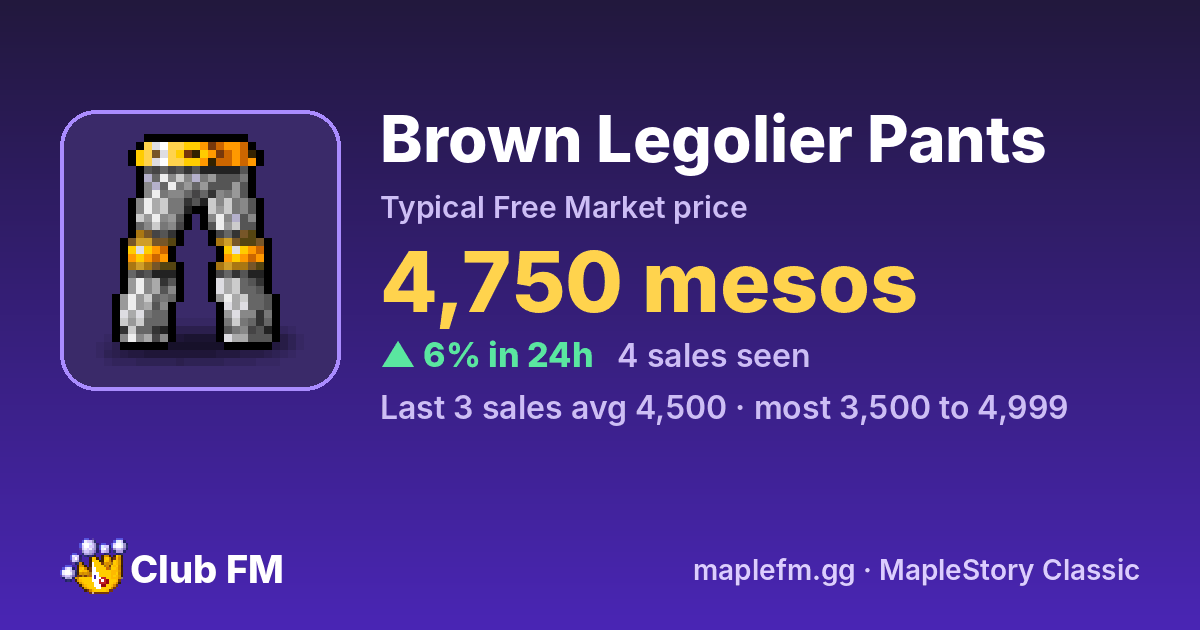 Brown Legolier Pants
Typical Free Market price
4,750 mesos
▲ 6% in 24h 4 sales seen
Last 3 sales avg 4,500 · most 3,500 to 4,999
Club FM
maplefm.gg · MapleStory Classic